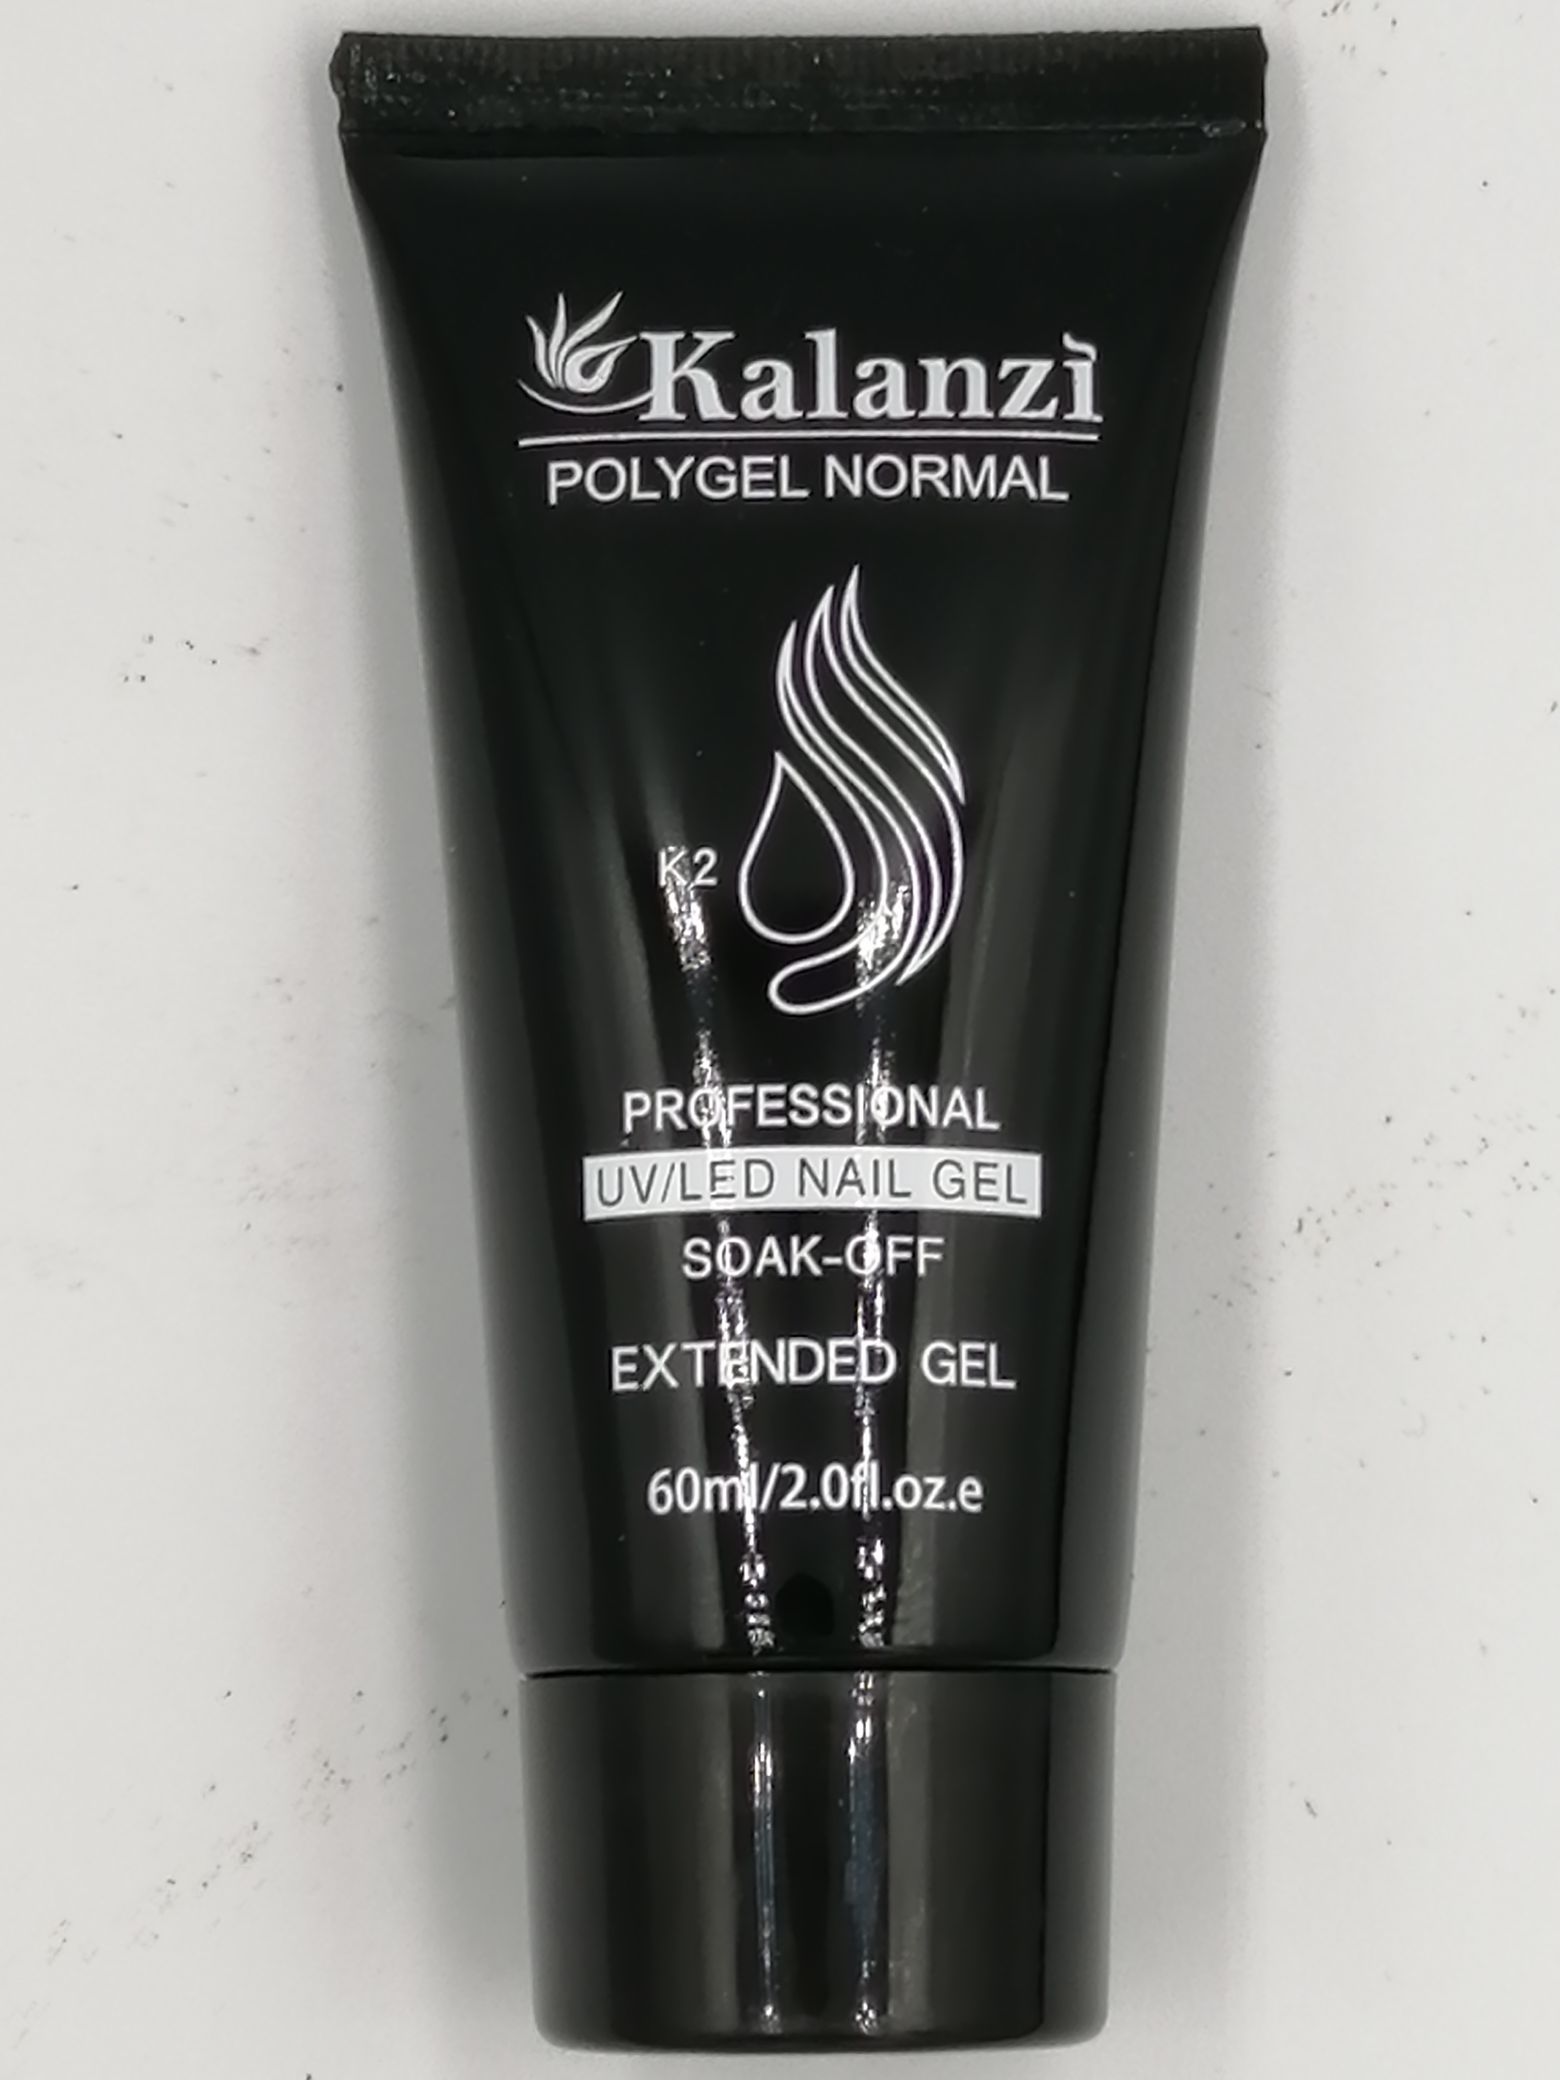 Kalanzì
POLYGEL NORMAL
K2
PROFESSIONAL
UV/LED NAIL GEL
SOAK-OFF
EXTENDED GEL
60ml/2.0fl.oz.e